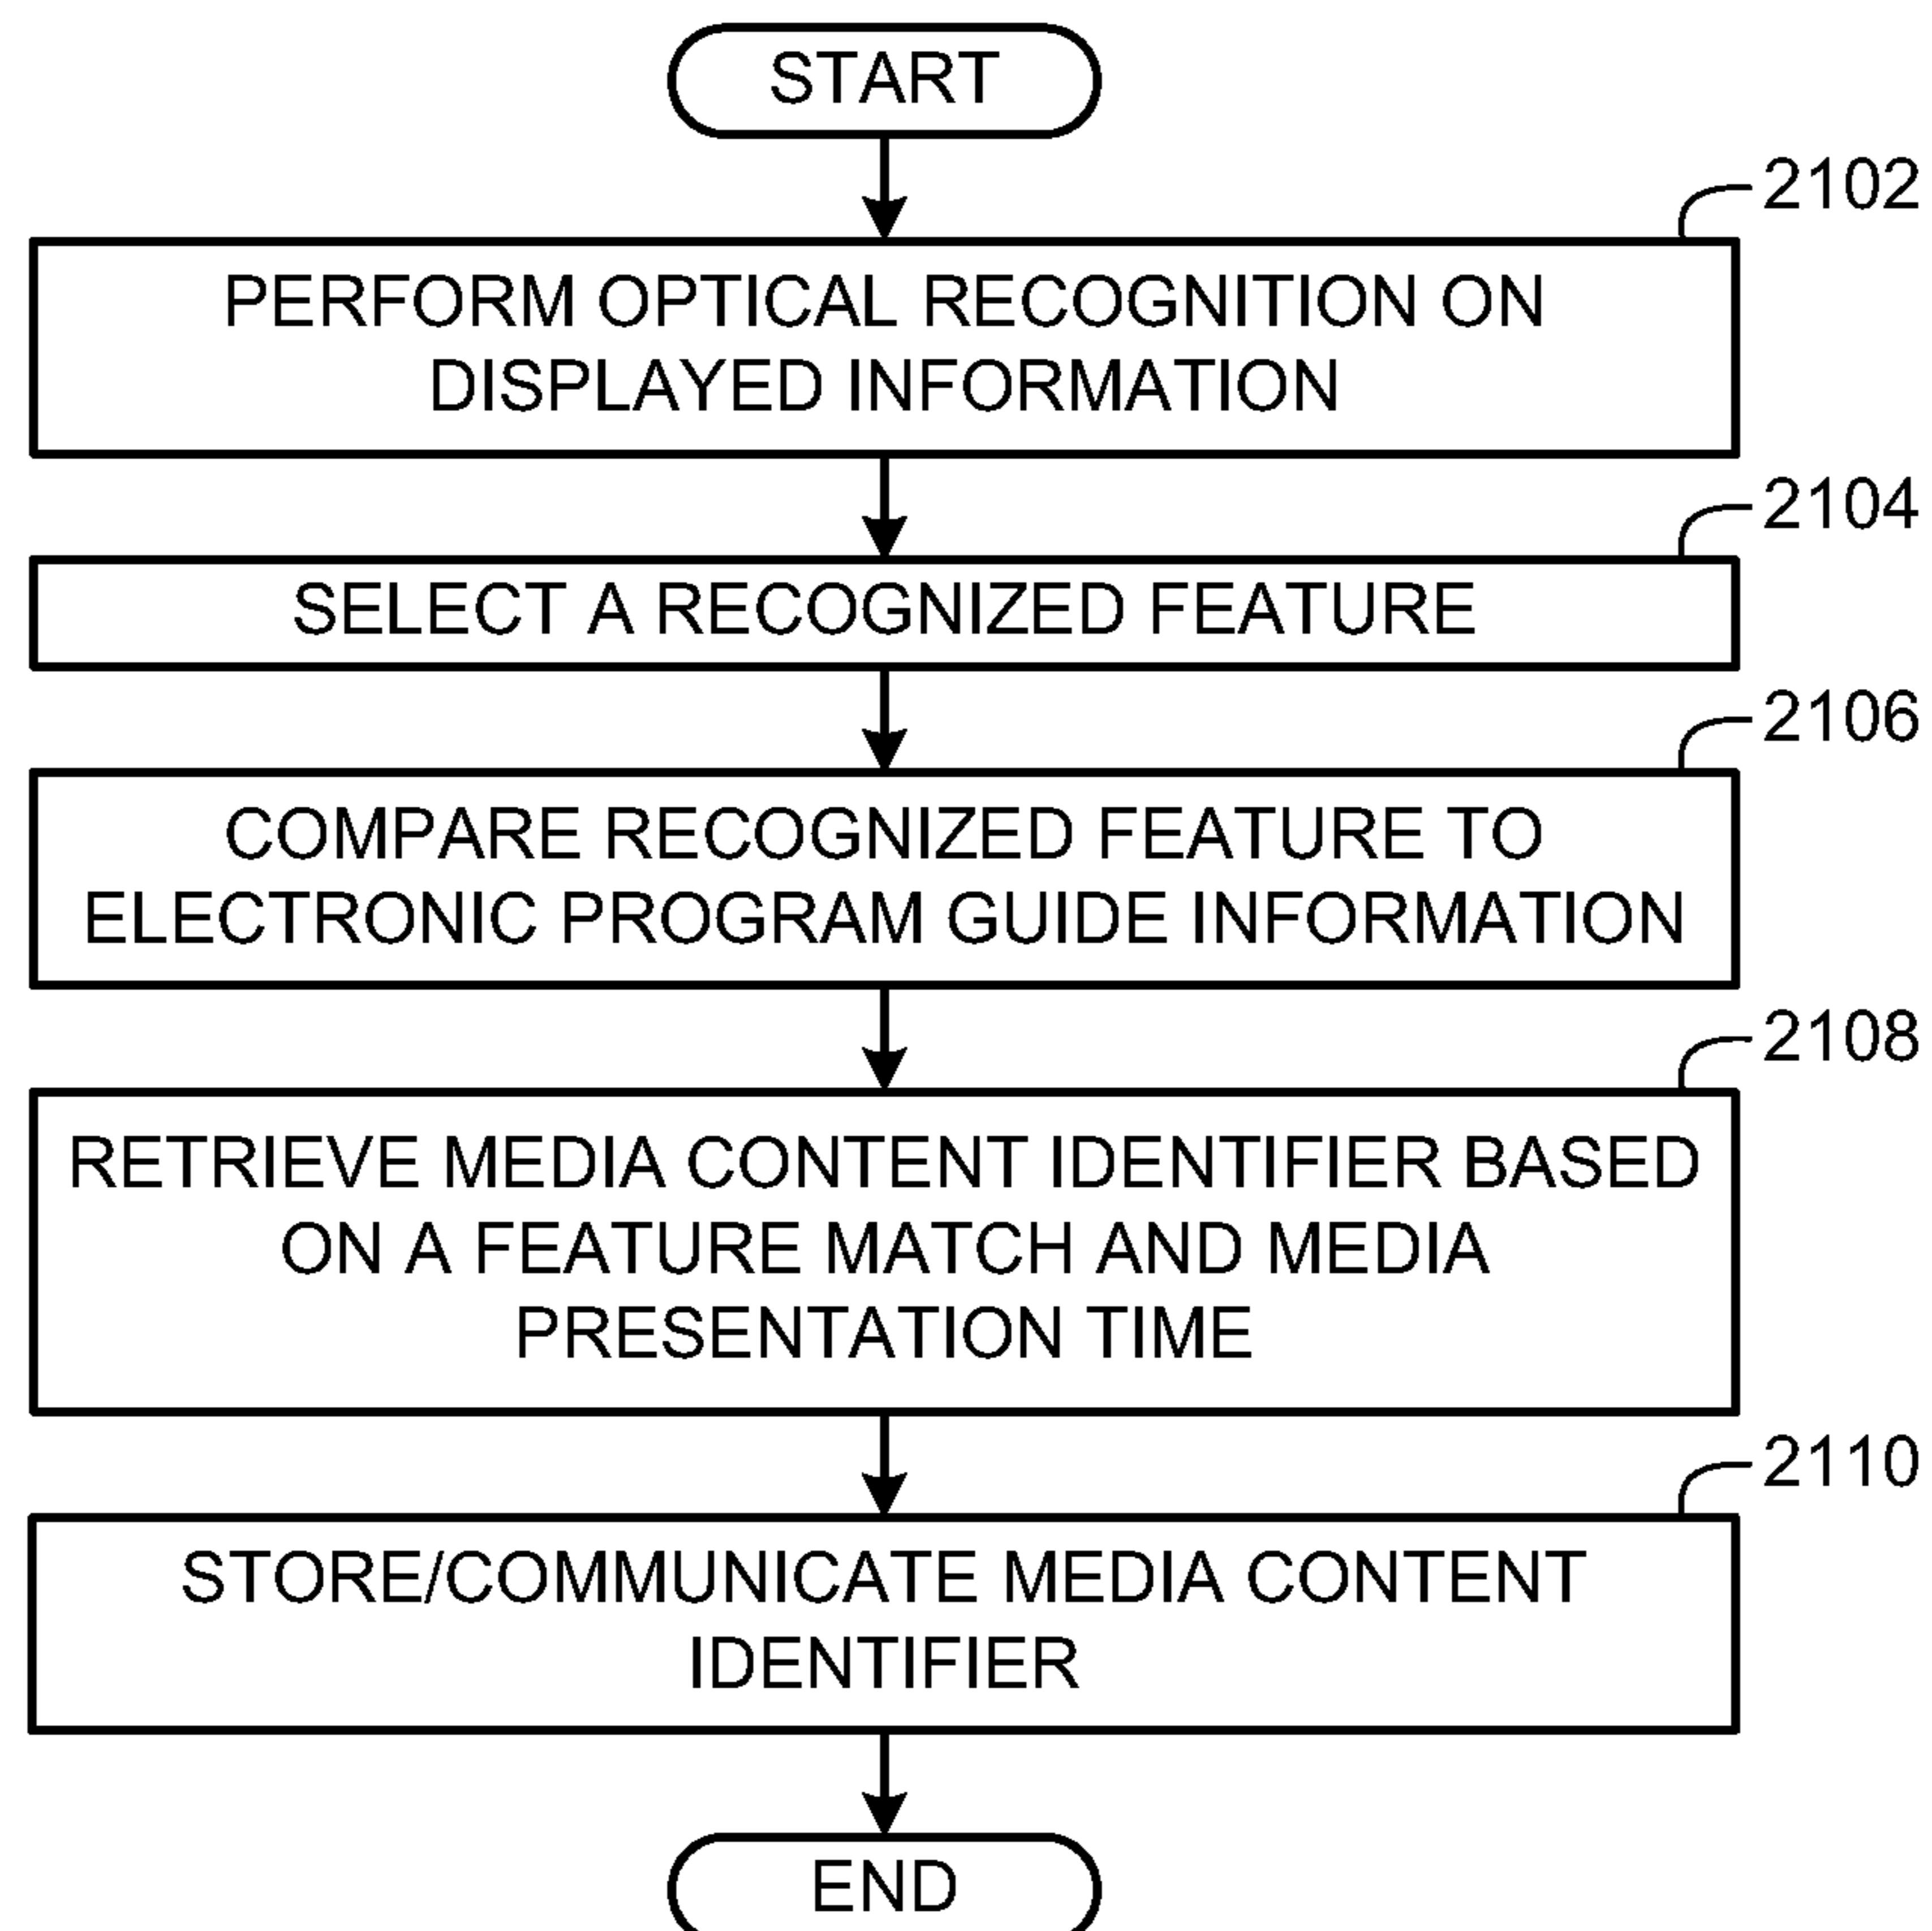 START
2102
PERFORM OPTICAL RECOGNITION ON
DISPLAYED INFORMATION
2104
SELECT A RECOGNIZED FEATURE
2106
COMPARE RECOGNIZED FEATURE TO
ELECTRONIC PROGRAM GUIDE INFORMATION
2108
RETRIEVE MEDIA CONTENT IDENTIFIER BASED
ON A FEATURE MATCH AND MEDIA
PRESENTATION TIME
2110
STORE/COMMUNICATE MEDIA CONTENT
IDENTIFIER
END